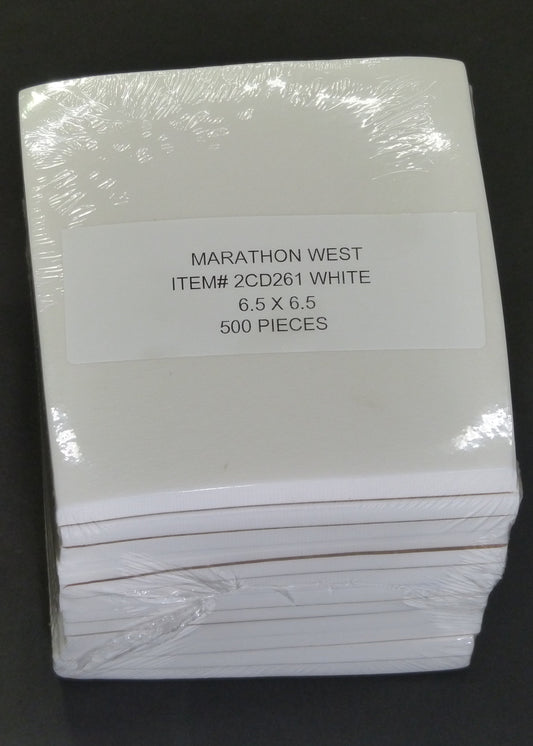 MARATHON WEST
ITEM# 2CD261 WHITE
6.5 X 6.5
500 PIECES